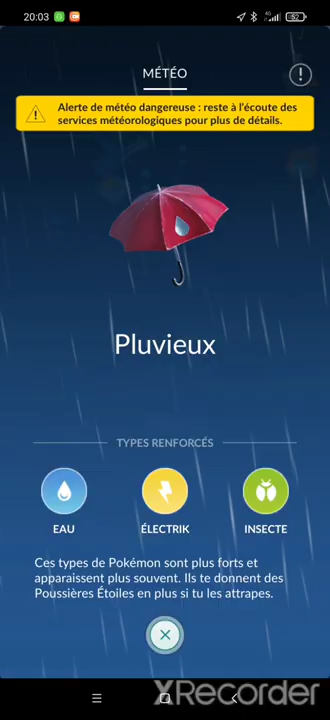 20:03
4G
52
MÉTÉO
Alerte de météo dangereuse : reste à l'écoute des
services météorologiques pour plus de détails.
Pluvieux
TYPES RENFORCÉS
EAU
ÉLECTRIK
INSECTE
Ces types de Pokémon sont plus forts et
apparaissent plus souvent. Ils te donnent des
Poussières Étoiles en plus si tu les attrapes.
XRecorder